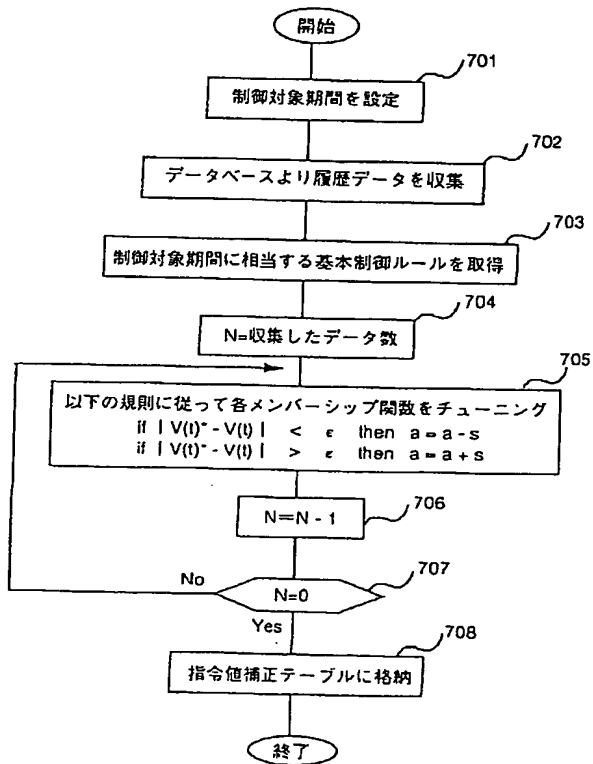 開始
701
制御対象期間を設定
702
データベースより履歴データを収集
703
制御対象期間に相当する基本制御ルールを取得
704
N=収集したデータ数
705
以下の規則に従って各メンバーシップ関数をチューニング
if | V(t)* - V(t) | < ε then a = a - s
if | V(t)* - V(t) | > ε then a = a + s
706
N=N - 1
707
No
N=0
Yes
708
指令値補正テーブルに格納
終了